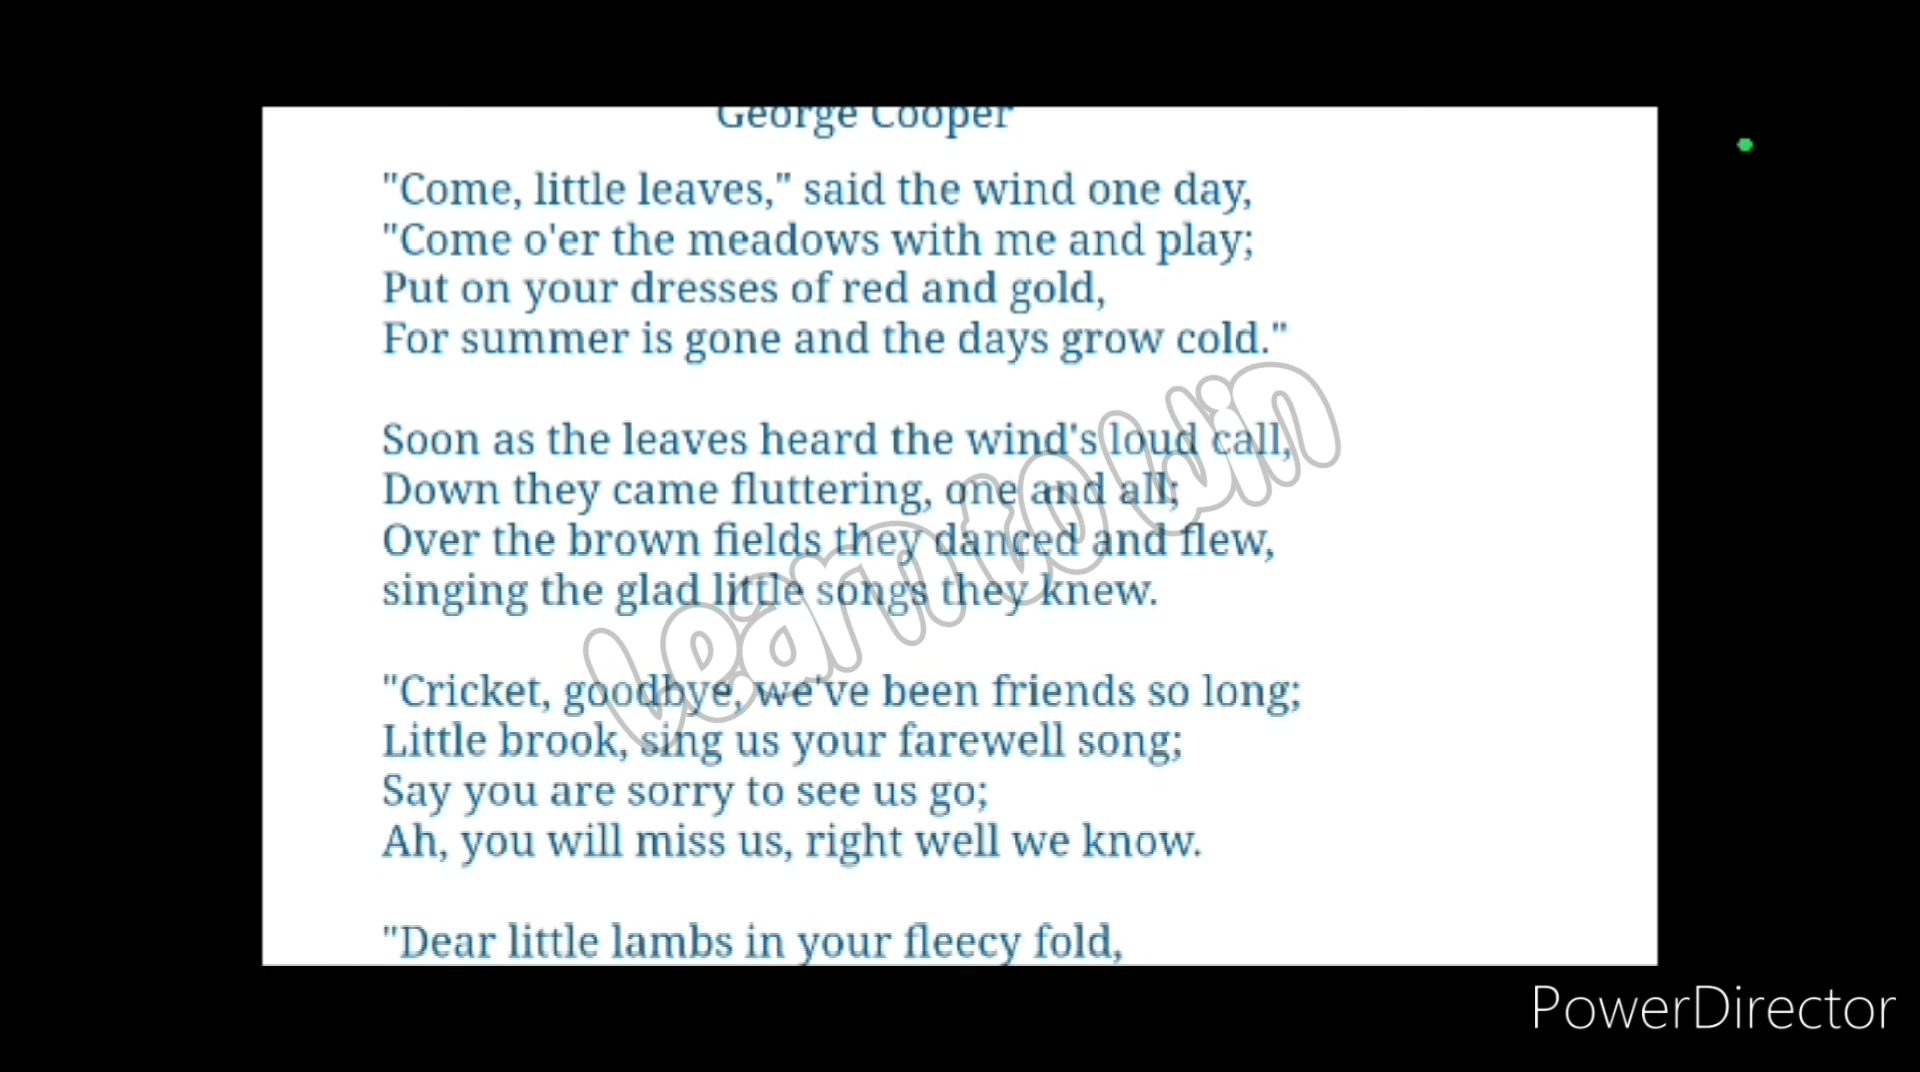 George Cooper
"Come, little leaves," said the wind one day,
"Come o'er the meadows with me and play;
Put on your dresses of red and gold,
For summer is gone and the days grow cold."
Soon as the leaves heard the wind's loud call,
Down they came fluttering, one and all;
Over the brown fields they danced and flew,
singing the glad little songs they knew.
"Cricket, goodbye, we've been friends so long;
Little brook, sing us your farewell song;
Say you are sorry to see us go;
Ah, you will miss us, right well we know.
"Dear little lambs in your fleecy fold,
Learn to Win
PowerDirector